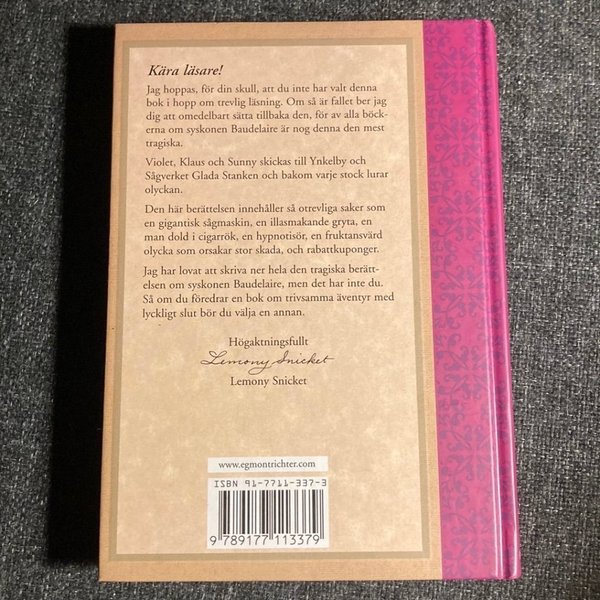 Kära läsare!
Jag hoppas, för din skull, att du inte har valt denna
bok i hopp om trevlig läsning. Om så är fallet ber jag
dig att omedelbart sätta tillbaka den, för av alla böck-
erna om syskonen Baudelaire är nog denna den mest
tragiska.
Violet, Klaus och Sunny skickas till Ynkelby och
Sågverket Glada Stanken och bakom varje stock lurar
olyckan.
Den här berättelsen innehåller så otrevliga saker som
en gigantisk sågmaskin, en illasmakande gryta, en
man dold i cigarrök, en hypnotisör, en fruktansvärd
olycka som orsakar stor skada, och rabattkuponger.
Jag har lovat att skriva ner hela den tragiska berätt-
elsen om syskonen Baudelaire, men det har inte du.
Så om du föredrar en bok om trivsamma äventyr med
lyckligt slut bör du välja en annan.
Högaktningsfullt
Lemony Snicket
Lemony Snicket
www.egmontrichter.com
ISBN 91-7711-337-3
9 789177 113379